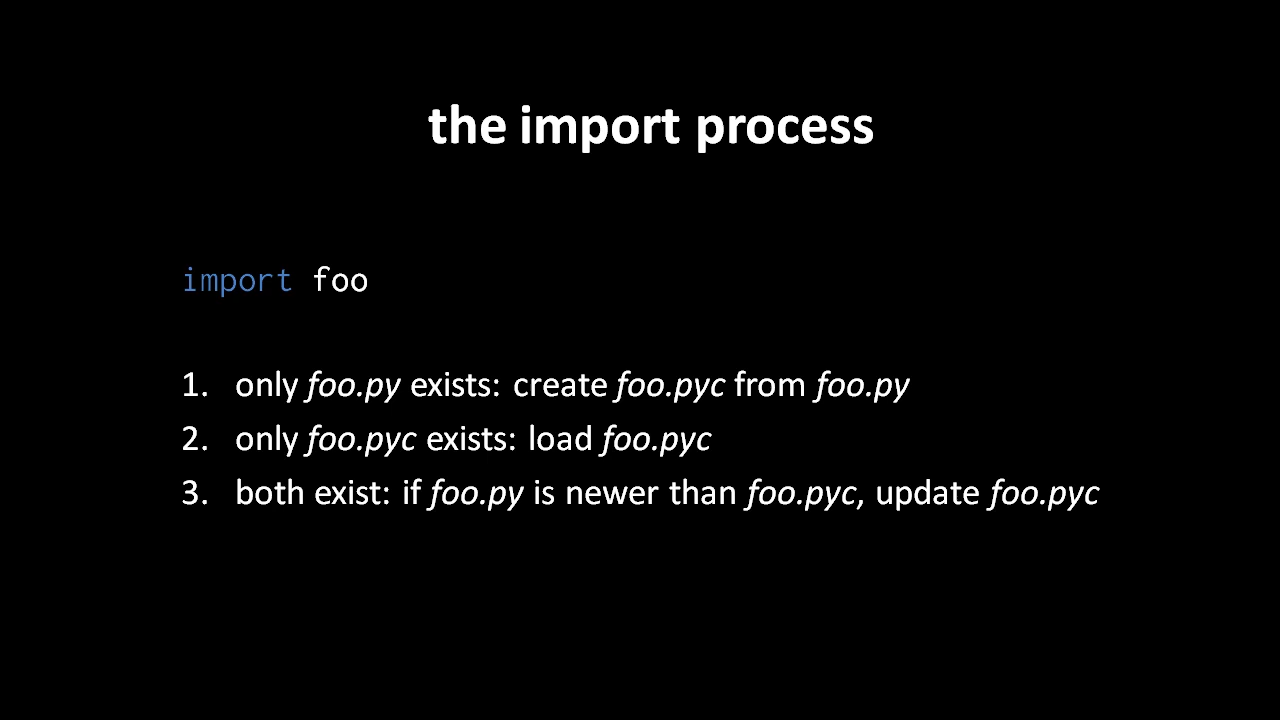 the import process
import foo
1. only foo.py exists: create foo.pyc from foo.py
2. only foo.pyc exists: load foo.pyc
3. both exist: if foo.py is newer than foo.pyc, update foo.pyc